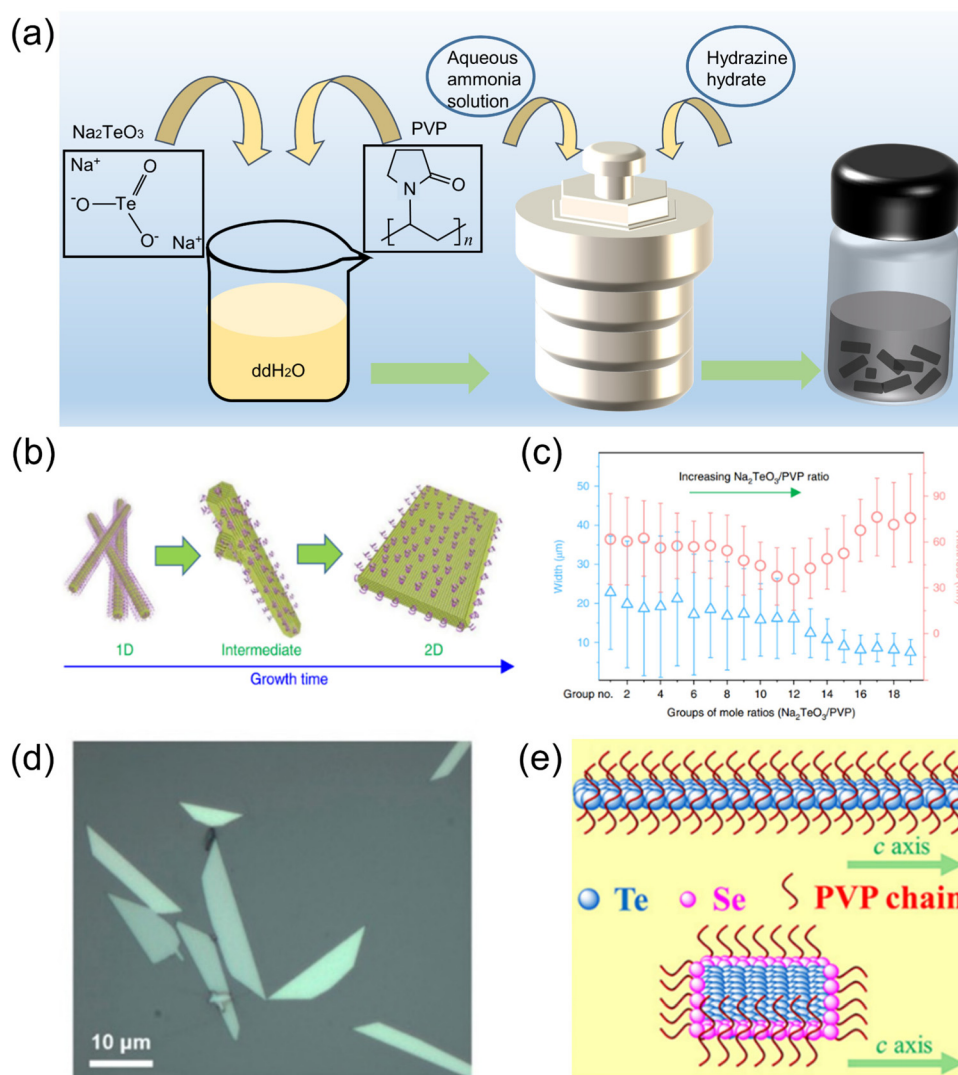 (a)
Aqueous
ammonia
solution
Hydrazine
hydrate
Na₂TeO₃
PVP
Na⁺
O
⁻O
Te
O⁻
Na⁺
O
N
n
ddH₂O
(b)
1D
Intermediate
2D
Growth time
(c)
Increasing Na₂TeO₃/PVP ratio
50
40
30
20
10
Width (μm)
90
60
30
0
Group no.
2
4
6
8
10
12
14
16
18
Groups of mole ratios (Na₂TeO₃/PVP)
(d)
10 μm
(e)
c axis
Te
Se
PVP chain
c axis